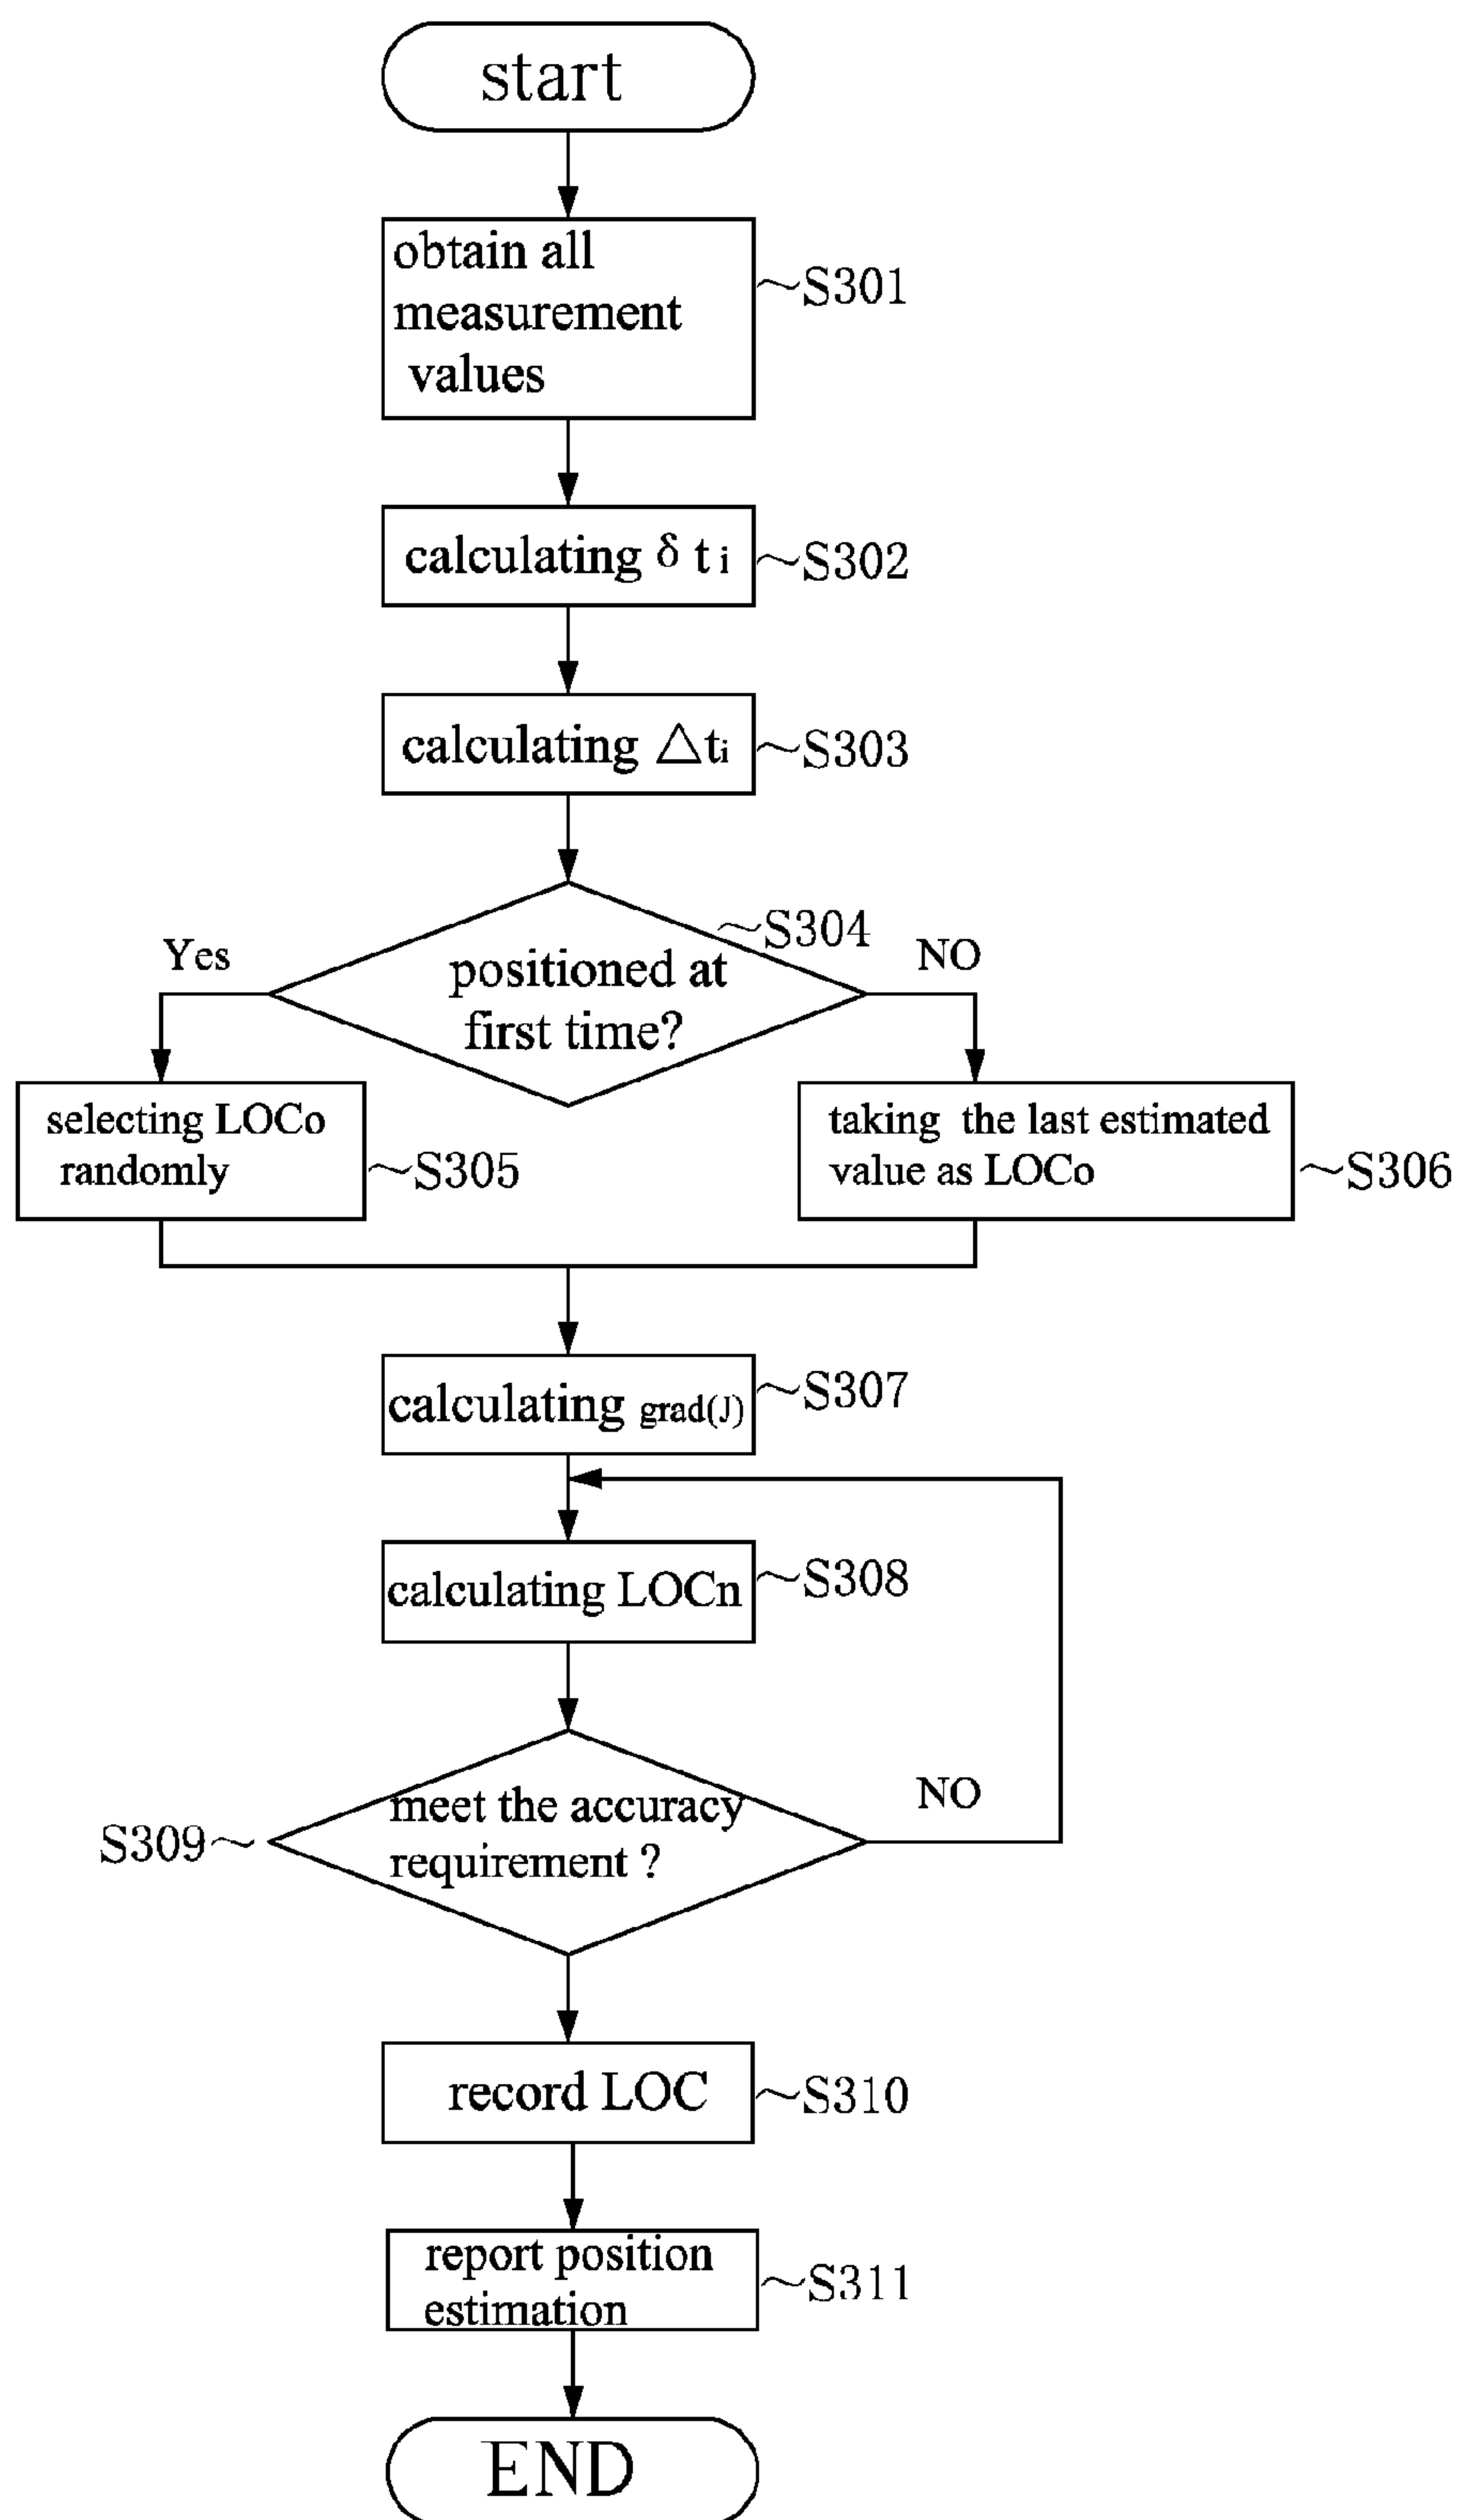 start
obtain all
measurement
values
~S301
calculating δ ti
~S302
calculating △ti
~S303
~S304
Yes
NO
positioned at
first time?
selecting LOCo
randomly
~S305
taking the last estimated
value as LOCo
~S306
calculating grad(J)
~S307
calculating LOCn
~S308
meet the accuracy
requirement ?
NO
S309~
record LOC
~S310
report position
estimation
~S311
END